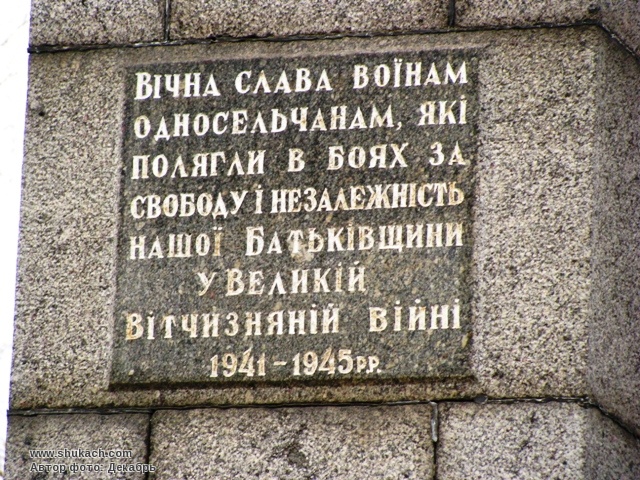 Вічна слава воїнам
односельчанам, які
полягли в боях за
свободу ї незалежність
нашої Батьківщини
у Великій
Вітчизняній війні
1941-1945р.р.
www.shukach.com
Автор фото: Декабрь